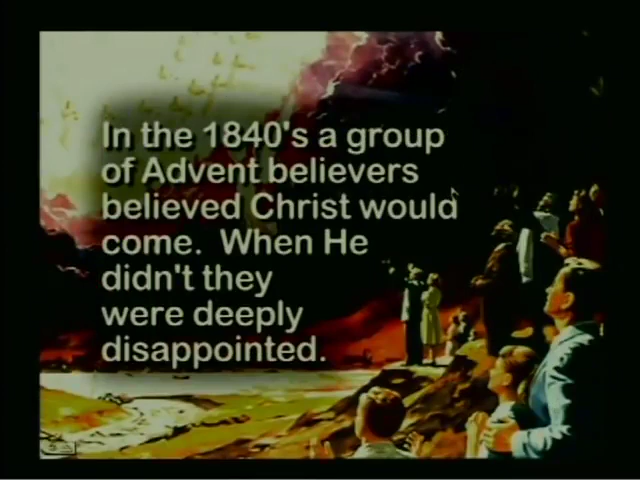 In the 1840's a group
of Advent believers
believed Christ would
come. When He
didn't they
were deeply
disappointed.